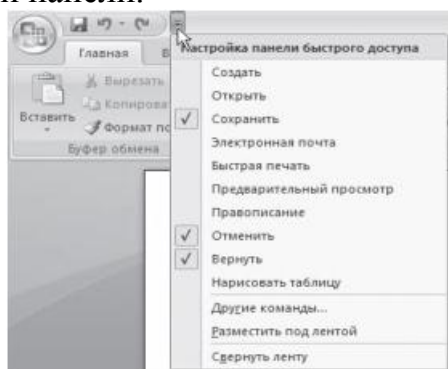 и панели.
Главная В
Настройка панели быстрого доступа
Вырезать
Вставить
Формат по
Буфер обмена
Создать
Открыть
Сохранить
Электронная почта
Быстрая печать
Предварительный просмотр
Правописание
Отменить
Вернуть
Нарисовать таблицу
Другие команды...
Разместить под лентой
Свернуть ленту